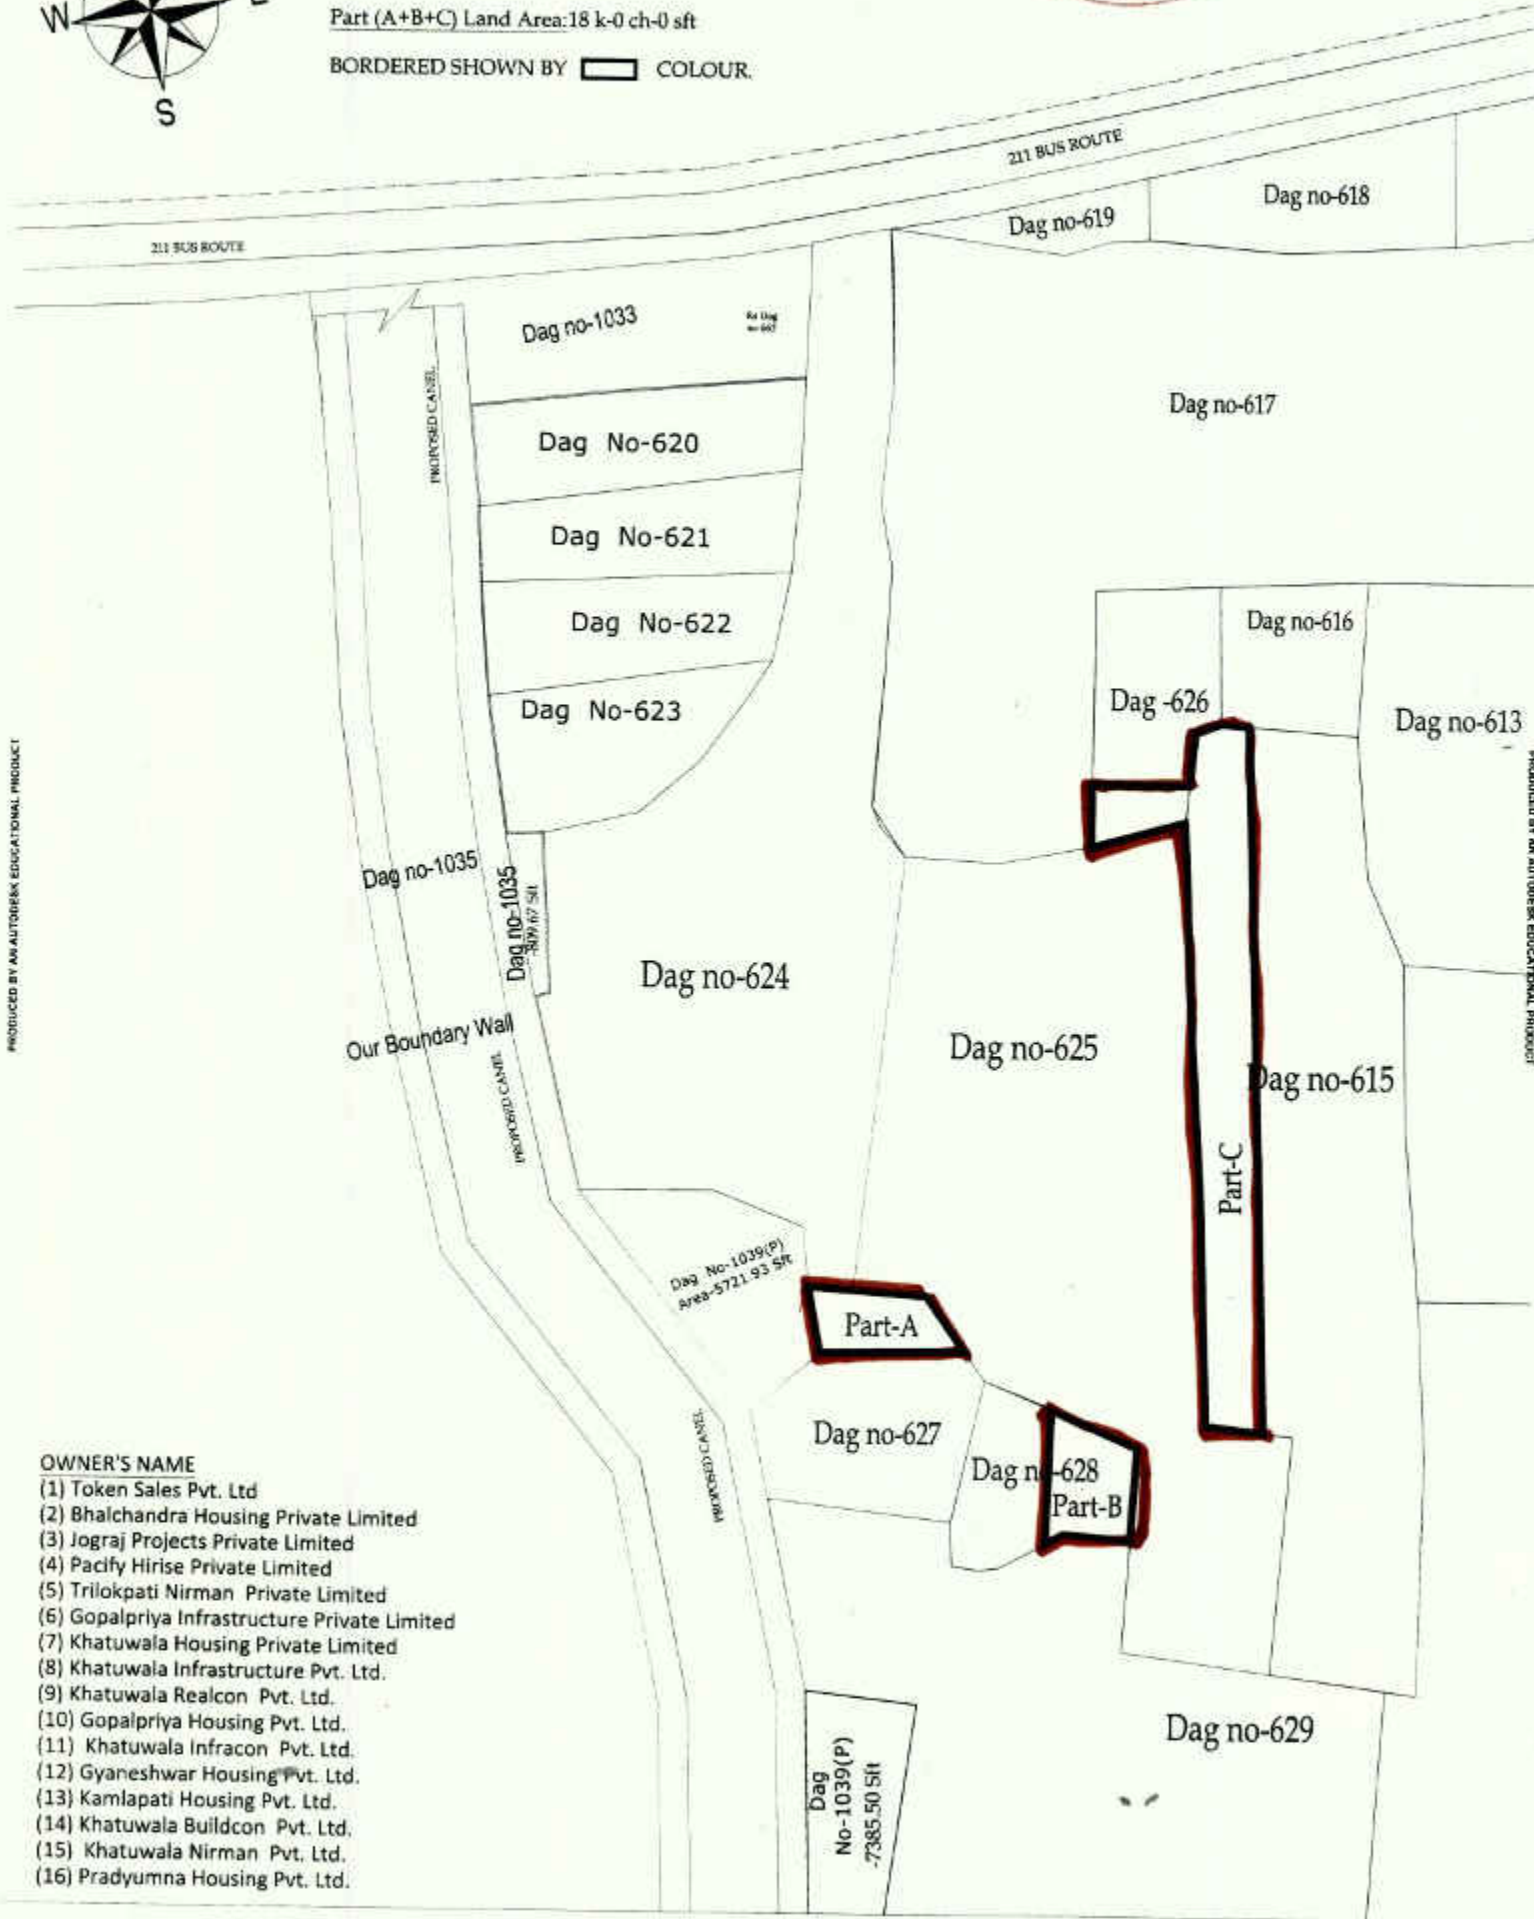 W
S
Part (A+B+C) Land Area:18 k-0 ch-0 sft
BORDERED SHOWN BY COLOUR.
211 BUS ROUTE
211 BUS ROUTE
Dag no-618
Dag no-619
Dag no-1033
Dag no-617
PROPOSED CANEL
Dag No-620
Dag No-621
Dag No-622
Dag No-623
Dag no-616
Dag -626
Dag no-613
PRODUCED BY AN AUTODESK EDUCATIONAL PRODUCT
PRODUCED BY AN AUTODESK EDUCATIONAL PRODUCT
Dag no-1035
Dag no-1035
-809.67 Sft
Dag no-624
Our Boundary Wall
PROPOSED CANEL
Dag no-625
Dag no-615
Part-C
Dag No-1039(P)
Area-5721.93 Sft
Part-A
Dag no-627
PROPOSED CANEL
Dag no-628
Part-B
OWNER'S NAME
(1) Token Sales Pvt. Ltd
(2) Bhalchandra Housing Private Limited
(3) Jograj Projects Private Limited
(4) Pacify Hirise Private Limited
(5) Trilokpati Nirman Private Limited
(6) Gopalpriya Infrastructure Private Limited
(7) Khatuwala Housing Private Limited
(8) Khatuwala Infrastructure Pvt. Ltd.
(9) Khatuwala Realcon Pvt. Ltd.
(10) Gopalpriya Housing Pvt. Ltd.
(11) Khatuwala Infracon Pvt. Ltd.
(12) Gyaneshwar Housing Pvt. Ltd.
(13) Kamlapati Housing Pvt. Ltd.
(14) Khatuwala Buildcon Pvt. Ltd.
(15) Khatuwala Nirman Pvt. Ltd.
(16) Pradyumna Housing Pvt. Ltd.
Dag no-629
Dag
No-1039(P)
-7385.50 Sft